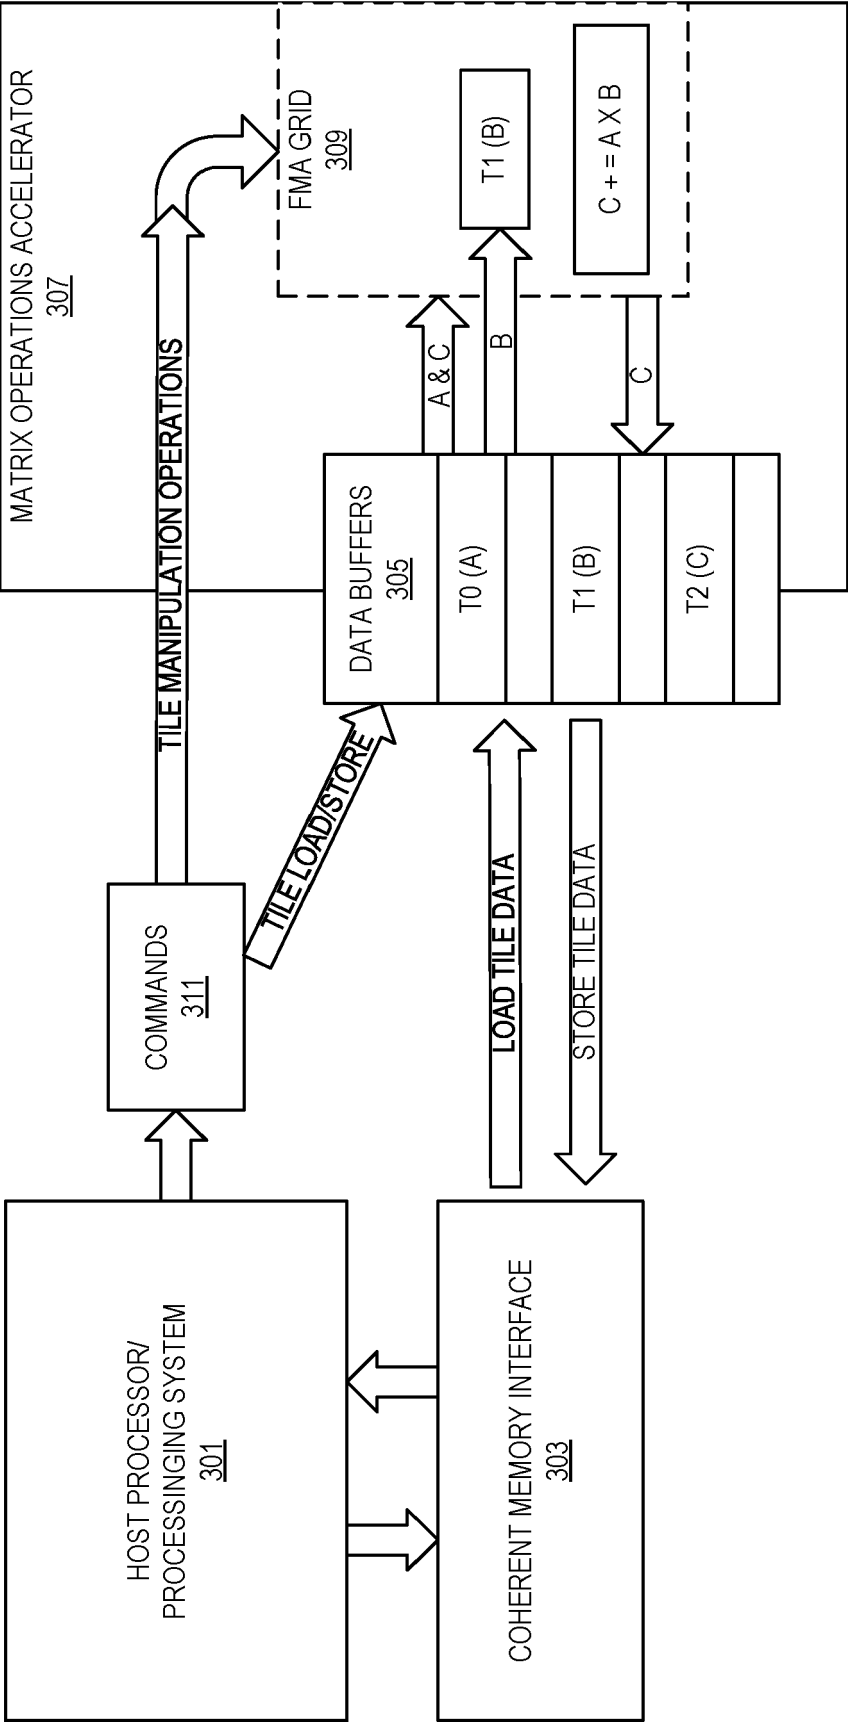 HOST PROCESSOR/
PROCESSINGING SYSTEM
301
COMMANDS
311
TILE MANIPULATION OPERATIONS
MATRIX OPERATIONS ACCELERATOR
307
FMA GRID
309
T1 (B)
C + = A X B
TILE LOAD/STORE
DATA BUFFERS
305
T0 (A)
T1 (B)
T2 (C)
A & C
B
C
COHERENT MEMORY INTERFACE
303
LOAD TILE DATA
STORE TILE DATA